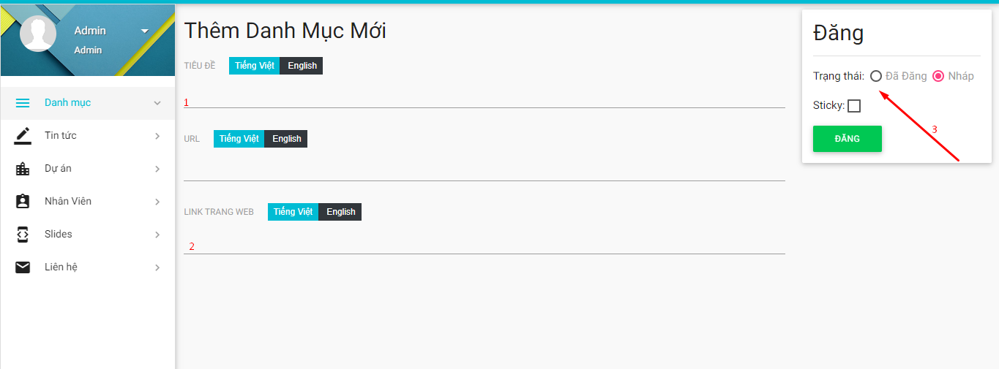 Admin
Admin
Danh mục
Tin tức
Dự án
Nhân Viên
Slides
Liên hệ
Thêm Danh Mục Mới
TIÊU ĐỀ Tiếng Việt English
1
URL Tiếng Việt English
LINK TRANG WEB Tiếng Việt English
2
Đăng
Trạng thái: Đã Đăng Nháp
Sticky:
3
ĐĂNG